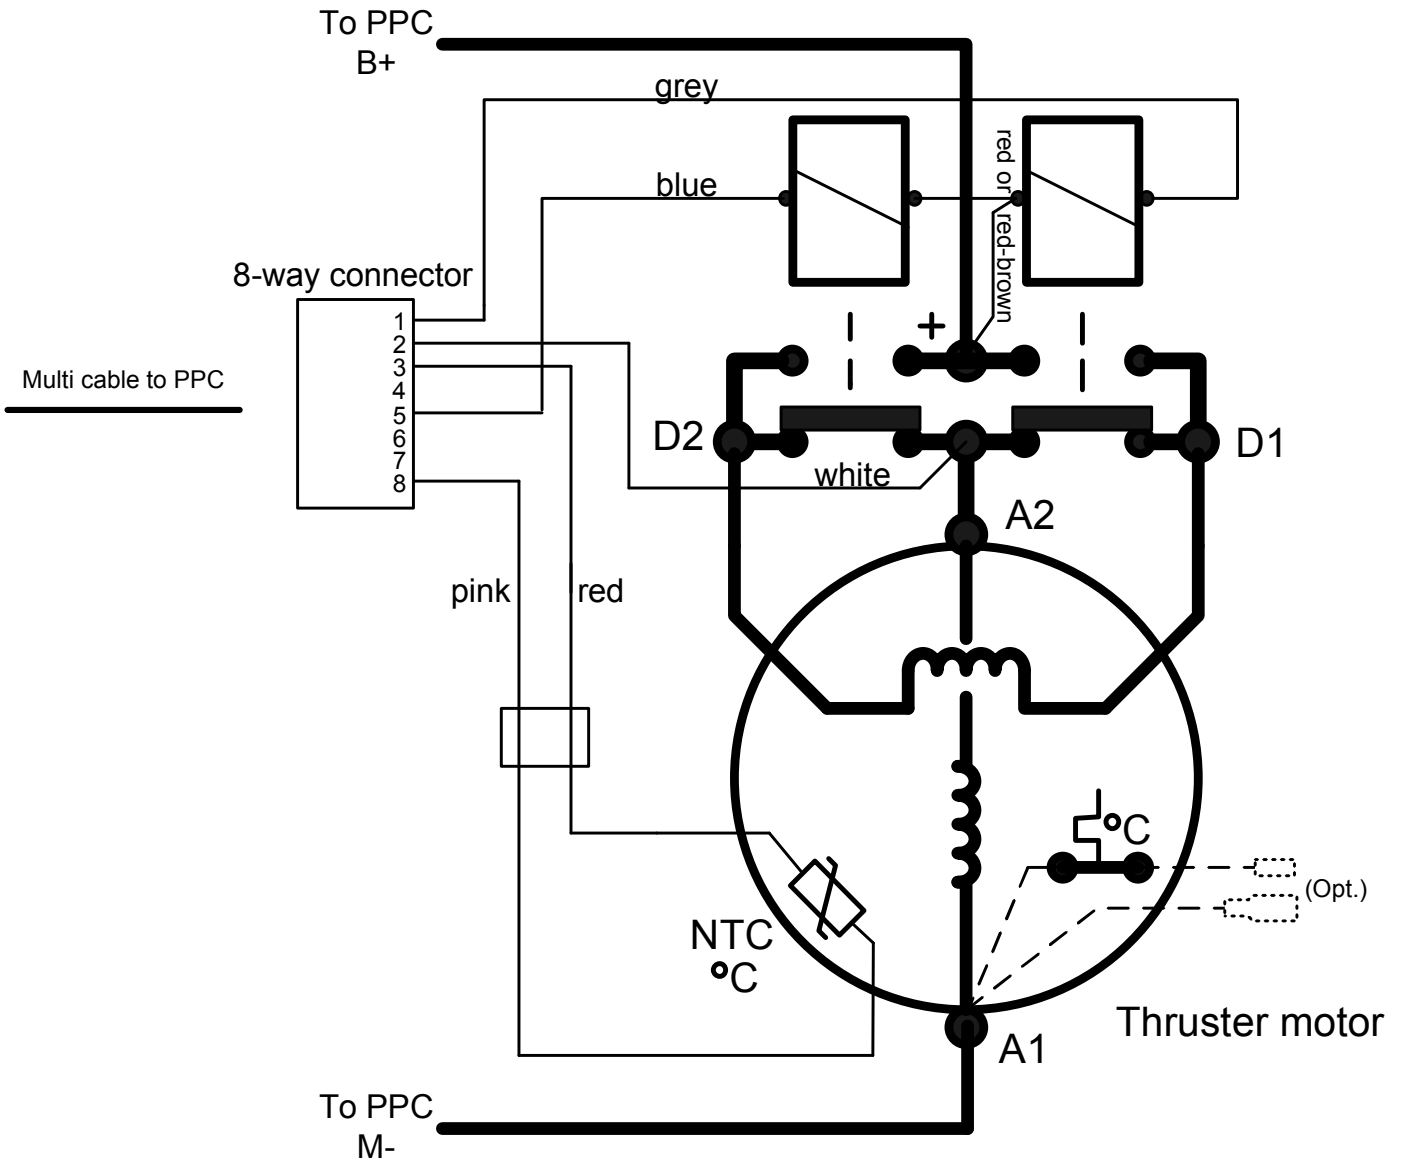 To PPC
B+
grey
red or red-brown
blue
8-way connector
1
2
3
4
5
6
7
8
Multi cable to PPC
+
D2
D1
white
A2
pink
red
°C
(Opt.)
NTC
°C
Thruster motor
A1
To PPC
M-